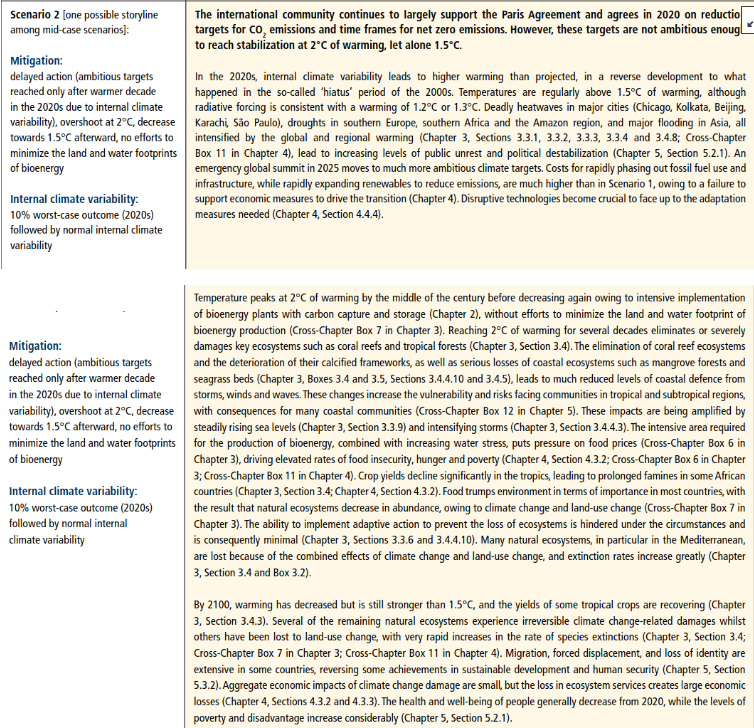 Scenario 2 [one possible storyline
among mid-case scenarios]:
Mitigation:
delayed action (ambitious targets
reached only after warmer decade
in the 2020s due to internal climate
variability), overshoot at 2°C, decrease
towards 1.5°C afterward, no efforts to
minimize the land and water footprints
of bioenergy
Internal climate variability:
10% worst-case outcome (2020s)
followed by normal internal climate
variability
The international community continues to largely support the Paris Agreement and agrees in 2020 on reductio
targets for CO2 emissions and time frames for net zero emissions. However, these targets are not ambitious enoug
to reach stabilization at 2°C of warming, let alone 1.5°C.
In the 2020s, internal climate variability leads to higher warming than projected, in a reverse development to what
happened in the so-called ‘hiatus’ period of the 2000s. Temperatures are regularly above 1.5°C of warming, although
radiative forcing is consistent with a warming of 1.2°C or 1.3°C. Deadly heatwaves in major cities (Chicago, Kolkata, Beijing,
Karachi, São Paulo), droughts in southern Europe, southern Africa and the Amazon region, and major flooding in Asia, all
intensified by the global and regional warming (Chapter 3, Sections 3.3.1, 3.3.2, 3.3.3, 3.3.4 and 3.4.8; Cross-Chapter
Box 11 in Chapter 4), lead to increasing levels of public unrest and political destabilization (Chapter 5, Section 5.2.1). An
emergency global summit in 2025 moves to much more ambitious climate targets. Costs for rapidly phasing out fossil fuel use and
infrastructure, while rapidly expanding renewables to reduce emissions, are much higher than in Scenario 1, owing to a failure to
support economic measures to drive the transition (Chapter 4). Disruptive technologies become crucial to face up to the adaptation
measures needed (Chapter 4, Section 4.4.4).
Mitigation:
delayed action (ambitious targets
reached only after warmer decade
in the 2020s due to internal climate
variability), overshoot at 2°C, decrease
towards 1.5°C afterward, no efforts to
minimize the land and water footprints
of bioenergy
Internal climate variability:
10% worst-case outcome (2020s)
followed by normal internal
climate variability
Temperature peaks at 2°C of warming by the middle of the century before decreasing again owing to intensive implementation
of bioenergy plants with carbon capture and storage (Chapter 2), without efforts to minimize the land and water footprint of
bioenergy production (Cross-Chapter Box 7 in Chapter 3). Reaching 2°C of warming for several decades eliminates or severely
damages key ecosystems such as coral reefs and tropical forests (Chapter 3, Section 3.4). The elimination of coral reef ecosystems
and the deterioration of their calcified frameworks, as well as serious losses of coastal ecosystems such as mangrove forests and
seagrass beds (Chapter 3, Boxes 3.4 and 3.5, Sections 3.4.4.10 and 3.4.5), leads to much reduced levels of coastal defence from
storms, winds and waves. These changes increase the vulnerability and risks facing communities in tropical and subtropical regions,
with consequences for many coastal communities (Cross-Chapter Box 12 in Chapter 5). These impacts are being amplified by
steadily rising sea levels (Chapter 3, Section 3.3.9) and intensifying storms (Chapter 3, Section 3.4.4.3). The intensive area required
for the production of bioenergy, combined with increasing water stress, puts pressure on food prices (Cross-Chapter Box 6 in
Chapter 3), driving elevated rates of food insecurity, hunger and poverty (Chapter 4, Section 4.3.2; Cross-Chapter Box 6 in Chapter
3; Cross-Chapter Box 11 in Chapter 4). Crop yields decline significantly in the tropics, leading to prolonged famines in some African
countries (Chapter 3, Section 3.4; Chapter 4, Section 4.3.2). Food trumps environment in terms of importance in most countries, with
the result that natural ecosystems decrease in abundance, owing to climate change and land-use change (Cross-Chapter Box 7 in
Chapter 3). The ability to implement adaptive action to prevent the loss of ecosystems is hindered under the circumstances and
is consequently minimal (Chapter 3, Sections 3.3.6 and 3.4.4.10). Many natural ecosystems, in particular in the Mediterranean,
are lost because of the combined effects of climate change and land-use change, and extinction rates increase greatly (Chapter
3, Section 3.4 and Box 3.2).
By 2100, warming has decreased but is still stronger than 1.5°C, and the yields of some tropical crops are recovering (Chapter
3, Section 3.4.3). Several of the remaining natural ecosystems experience irreversible climate change-related damages whilst
others have been lost to land-use change, with very rapid increases in the rate of species extinctions (Chapter 3, Section 3.4;
Cross-Chapter Box 7 in Chapter 3; Cross-Chapter Box 11 in Chapter 4). Migration, forced displacement, and loss of identity are
extensive in some countries, reversing some achievements in sustainable development and human security (Chapter 5, Section
5.3.2). Aggregate economic impacts of climate change damage are small, but the loss in ecosystem services creates large economic
losses (Chapter 4, Sections 4.3.2 and 4.3.3). The health and well-being of people generally decrease from 2020, while the levels of
poverty and disadvantage increase considerably (Chapter 5, Section 5.2.1).